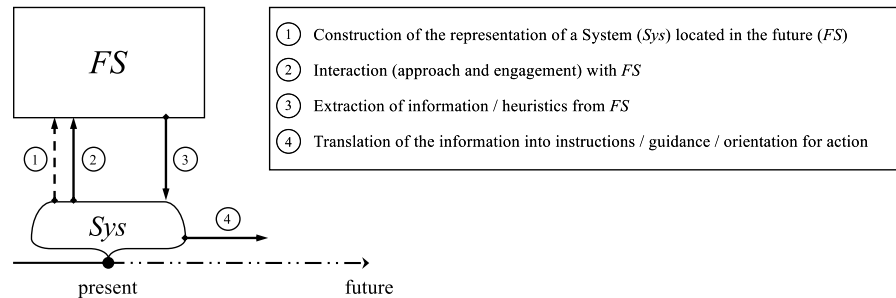 FS
① Construction of the representation of a System (Sys) located in the future (FS)
② Interaction (approach and engagement) with FS
③ Extraction of information / heuristics from FS
④ Translation of the information into instructions / guidance / orientation for action
① ② ③
Sys
④
present future